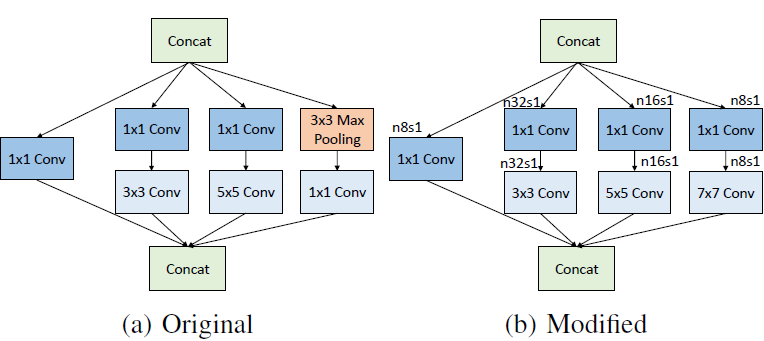 Concat
1x1 Conv
1x1 Conv
1x1 Conv
3x3 Max
Pooling
3x3 Conv
5x5 Conv
1x1 Conv
Concat
(a) Original
Concat
n8s1
1x1 Conv
n32s1
1x1 Conv
n16s1
1x1 Conv
n8s1
1x1 Conv
n32s1
3x3 Conv
n16s1
5x5 Conv
n8s1
7x7 Conv
Concat
(b) Modified